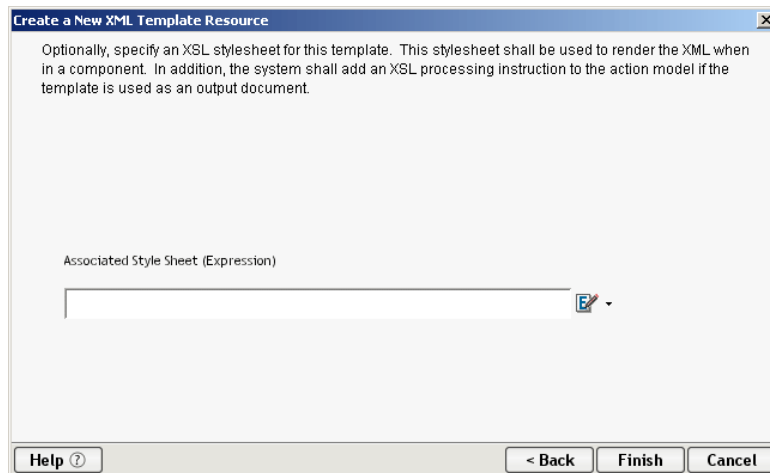 Create a New XML Template Resource
Optionally, specify an XSL stylesheet for this template. This stylesheet shall be used to render the XML when
in a component. In addition, the system shall add an XSL processing instruction to the action model if the
template is used as an output document.
Associated Style Sheet (Expression)
E
Help ?
< Back
Finish
Cancel